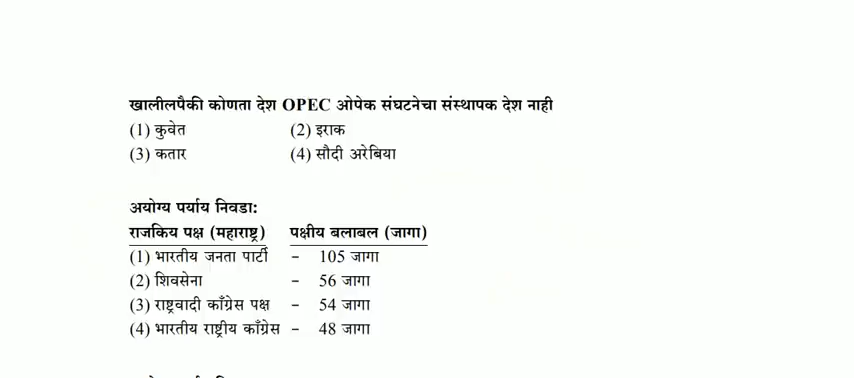 खालीलपैकी कोणता देश OPEC ओपेक संघटनेचा संस्थापक देश नाही
(1) कुवेत (2) इराक
(3) कतार (4) सौदी अरेबिया
अयोग्य पर्याय निवडा:
राजकिय पक्ष (महाराष्ट्र) पक्षीय बलाबल (जागा)
(1) भारतीय जनता पार्टी - 105 जागा
(2) शिवसेना - 56 जागा
(3) राष्ट्रवादी काँग्रेस पक्ष - 54 जागा
(4) भारतीय राष्ट्रीय काँग्रेस - 48 जागा